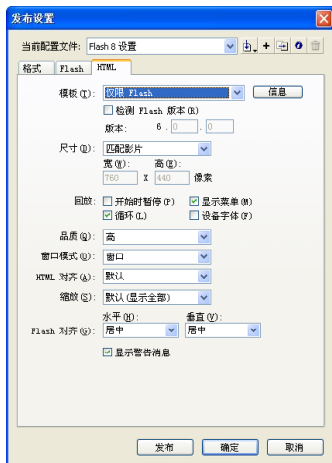 发布设置
当前配置文件: Flash 8 设置
格式 Flash HTML
模板(T): 仅限 Flash 信息
检测 Flash 版本(R)
版本: 6 . 0 . 0
尺寸(D): 匹配影片
宽(W): 高(E):
760 X 440 像素
回放: 开始时暂停(P) 显示菜单(M)
循环(L) 设备字体(F)
品质(Q): 高
窗口模式(O): 窗口
HTML 对齐(A): 默认
缩放(S): 默认(显示全部)
水平(H): 垂直(V):
Flash 对齐(G): 居中 居中
显示警告消息
发布 确定 取消